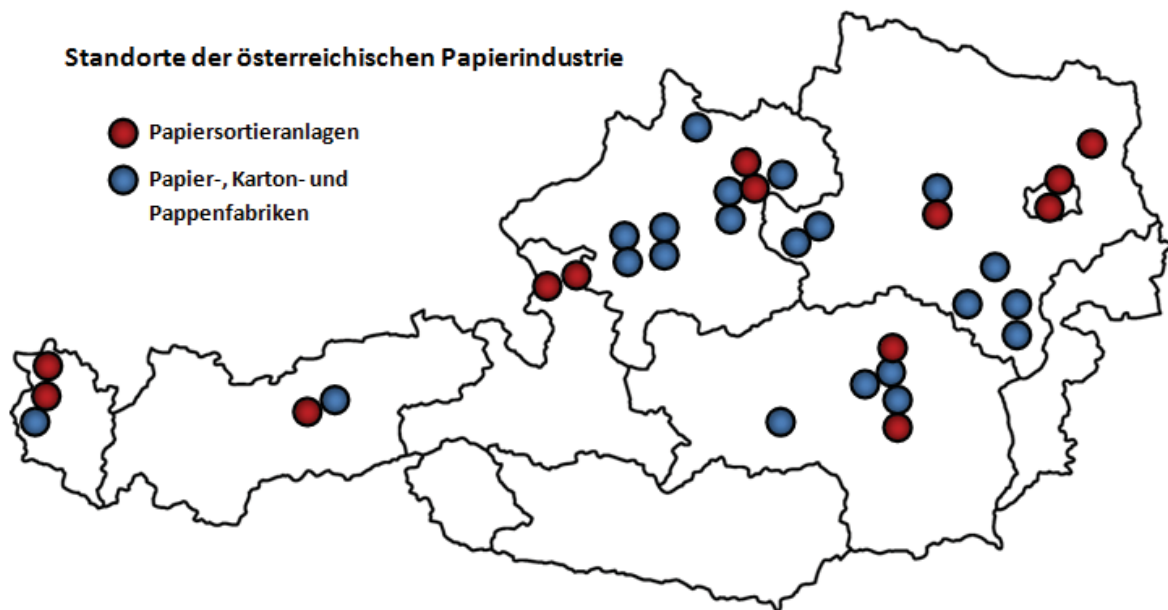 Standorte der österreichischen Papierindustrie
Papiersortieranlagen
Papier-, Karton- und
Pappenfabriken